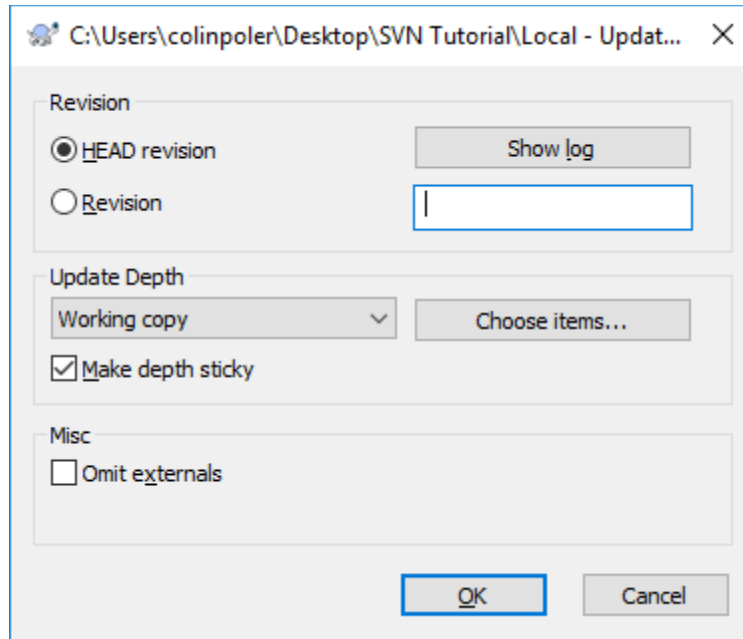 C:\Users\colinpoler\Desktop\SVN Tutorial\Local - Updat...
Revision
HEAD revision
Show log
Revision
Update Depth
Working copy
Choose items...
Make depth sticky
Misc
Omit externals
OK
Cancel